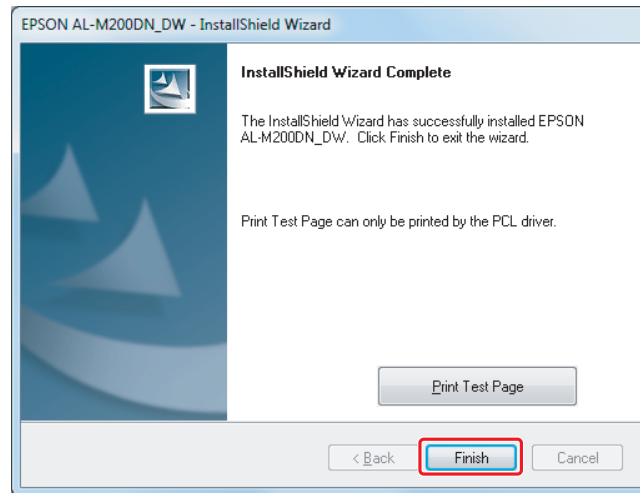 EPSON AL-M200DN_DW - InstallShield Wizard
InstallShield Wizard Complete
The InstallShield Wizard has successfully installed EPSON
AL-M200DN_DW. Click Finish to exit the wizard.
Print Test Page can only be printed by the PCL driver.
Print Test Page
< Back Finish Cancel